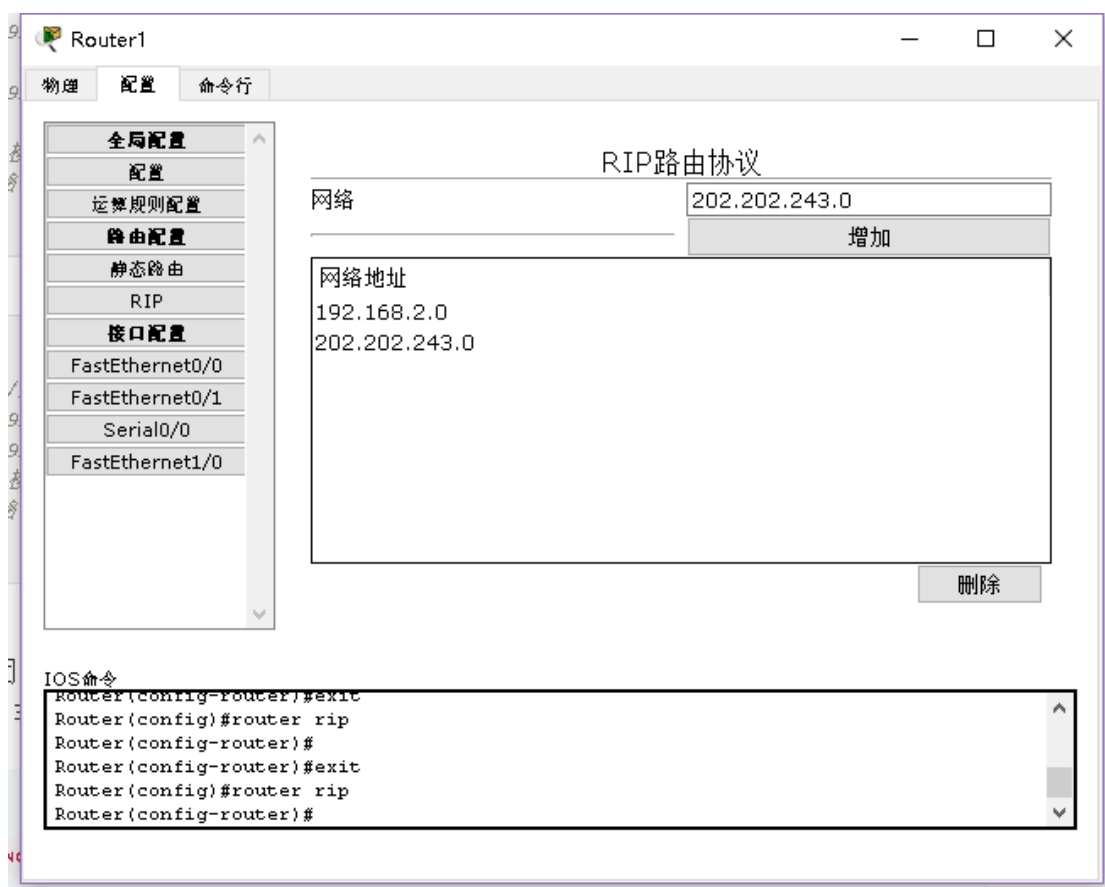 Router1
物理 配置 命令行
全局配置
配置
运算规则配置
路由配置
静态路由
RIP
接口配置
FastEthernet0/0
FastEthernet0/1
Serial0/0
FastEthernet1/0
RIP路由协议
网络 202.202.243.0
增加
网络地址
192.168.2.0
202.202.243.0
删除
IOS命令
Router(config-router)#exit
Router(config)#router rip
Router(config-router)#
Router(config-router)#exit
Router(config)#router rip
Router(config-router)#